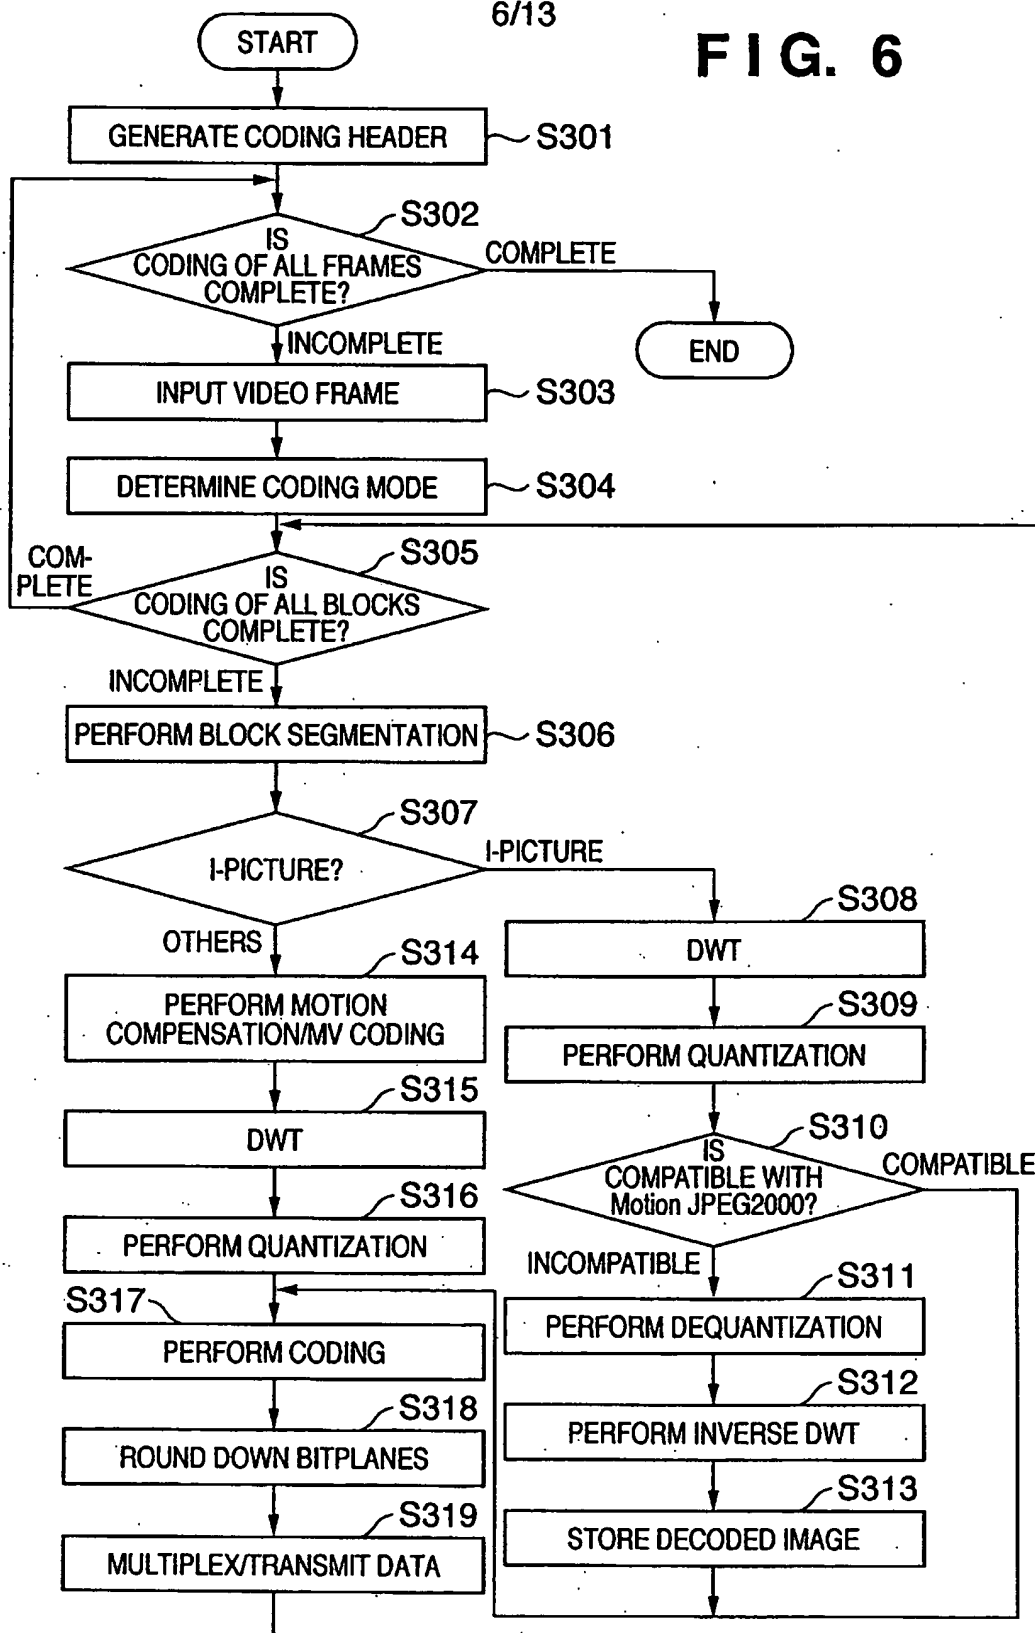 6/13
FIG. 6
START
GENERATE CODING HEADER
S301
S302
IS
CODING OF ALL FRAMES
COMPLETE?
COMPLETE
END
INCOMPLETE
INPUT VIDEO FRAME
S303
DETERMINE CODING MODE
S304
S305
COM-
PLETE
IS
CODING OF ALL BLOCKS
COMPLETE?
INCOMPLETE
PERFORM BLOCK SEGMENTATION
S306
S307
I-PICTURE?
I-PICTURE
OTHERS
S314
PERFORM MOTION
COMPENSATION/MV CODING
S315
DWT
S316
PERFORM QUANTIZATION
S317
PERFORM CODING
S318
ROUND DOWN BITPLANES
S319
MULTIPLEX/TRANSMIT DATA
S308
DWT
S309
PERFORM QUANTIZATION
S310
IS
COMPATIBLE WITH
Motion JPEG2000?
COMPATIBLE
INCOMPATIBLE
S311
PERFORM DEQUANTIZATION
S312
PERFORM INVERSE DWT
S313
STORE DECODED IMAGE